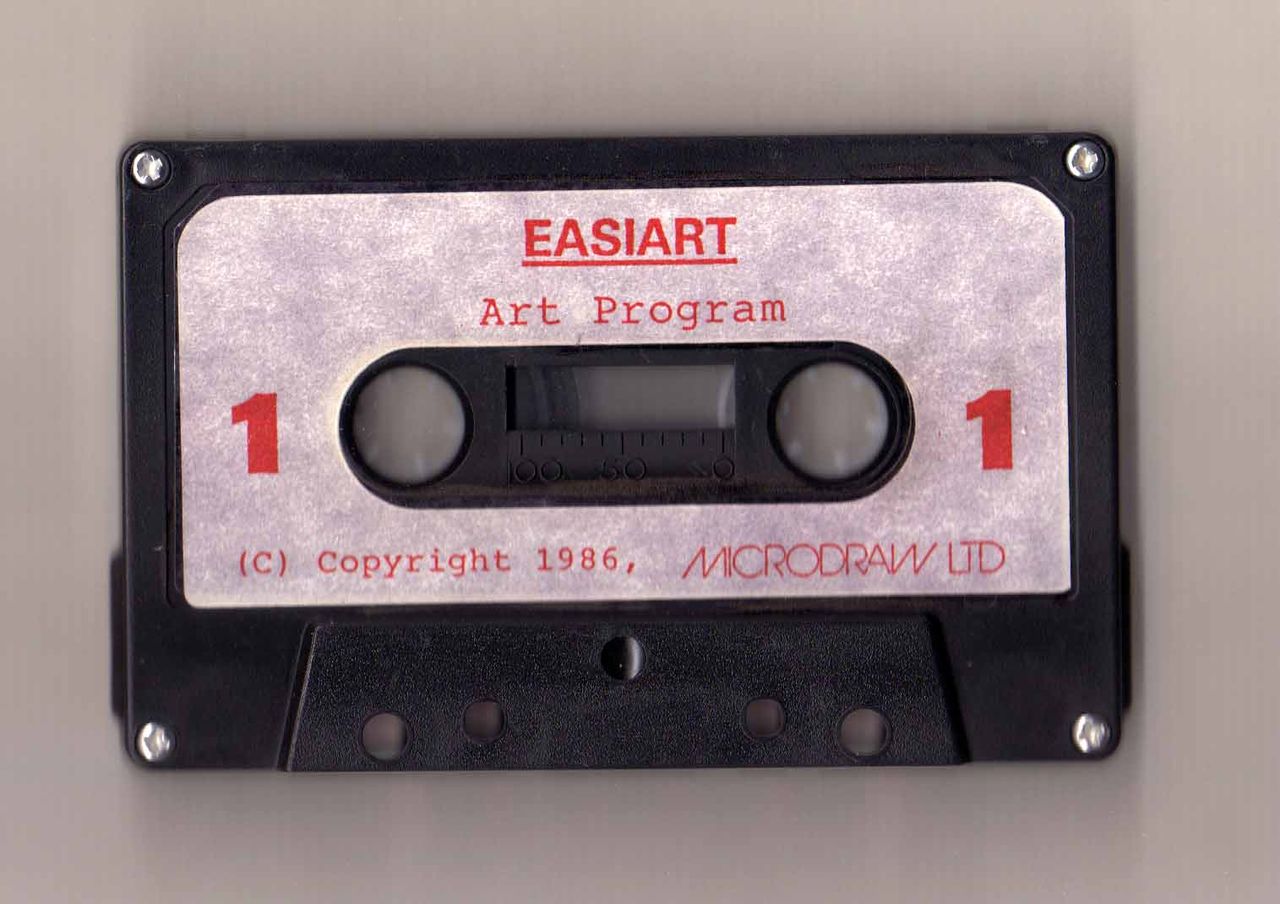 EASIART
Art Program
1 1
100 50 0
(C) Copyright 1986, MICRODRAW LTD